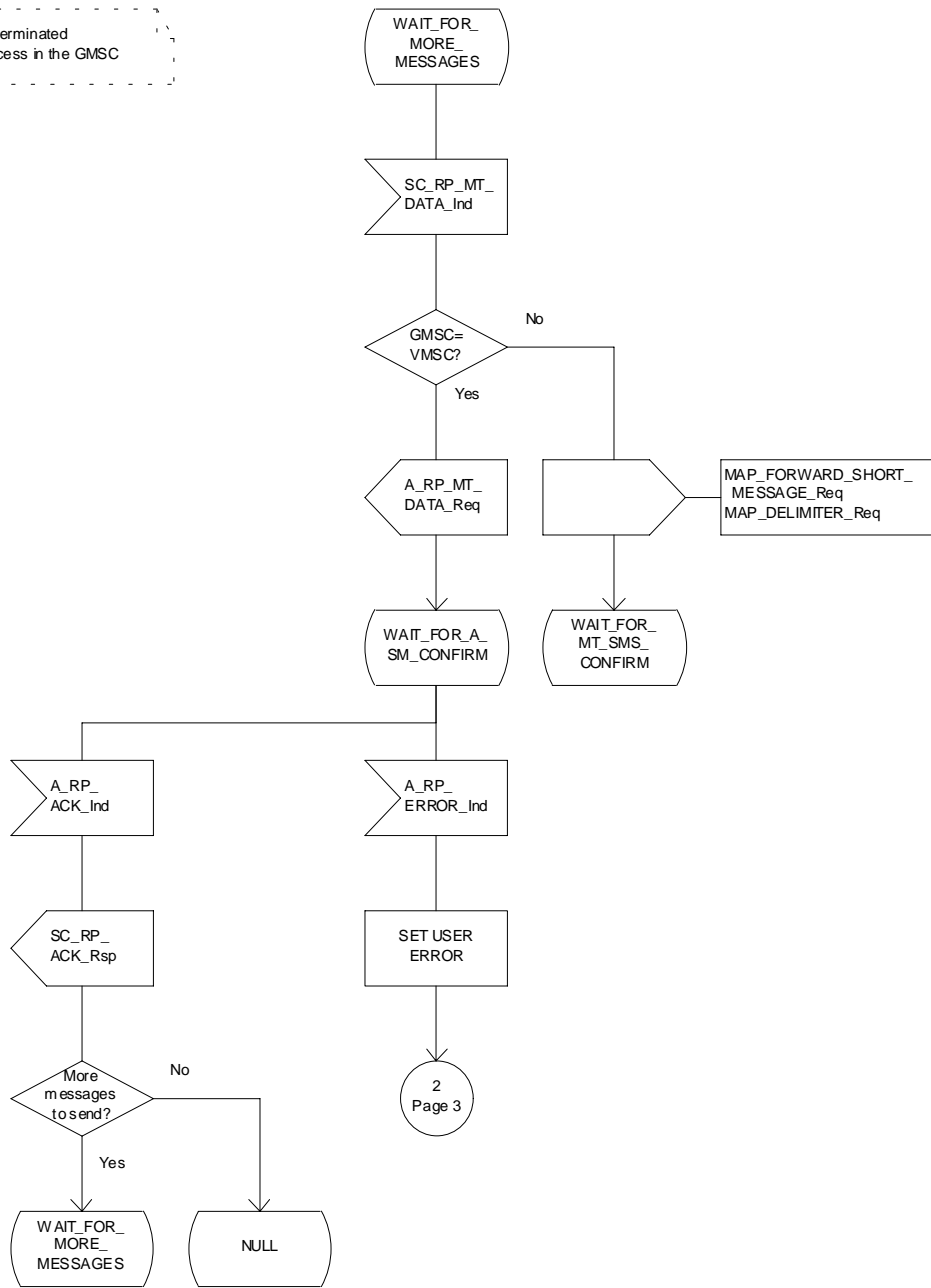 erminated
cess in the GMSC
WAIT_FOR_
MORE_
MESSAGES
SC_RP_MT_
DATA_Ind
GMSC=
VMSC?
No
Yes
A_RP_MT_
DATA_Req
MAP_FORWARD_SHORT_
MESSAGE_Req
MAP_DELIMITER_Req
WAIT_FOR_A_
SM_CONFIRM
WAIT_FOR_
MT_SMS_
CONFIRM
A_RP_
ACK_Ind
A_RP_
ERROR_Ind
SC_RP_
ACK_Rsp
SET USER
ERROR
More
messages
to send?
No
Yes
2
Page 3
WAIT_FOR_
MORE_
MESSAGES
NULL